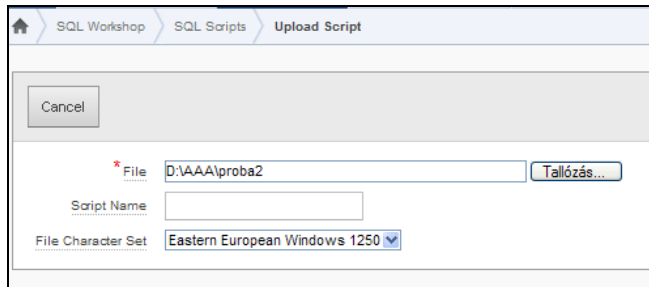 SQL Workshop SQL Scripts Upload Script
Cancel
* File D:\AAA\proba2 Tallózás...
Script Name
File Character Set Eastern European Windows 1250